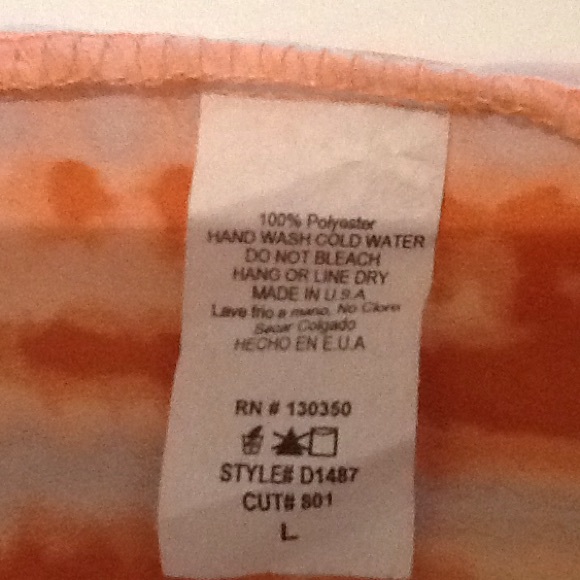 100% Polyester
HAND WASH COLD WATER
DO NOT BLEACH
HANG OR LINE DRY
MADE IN U.S.A
Lave frio a mano, No Clore
Secar Colgado
HECHO EN E.U.A
RN # 130350
STYLE# D1487
CUT# 801
L